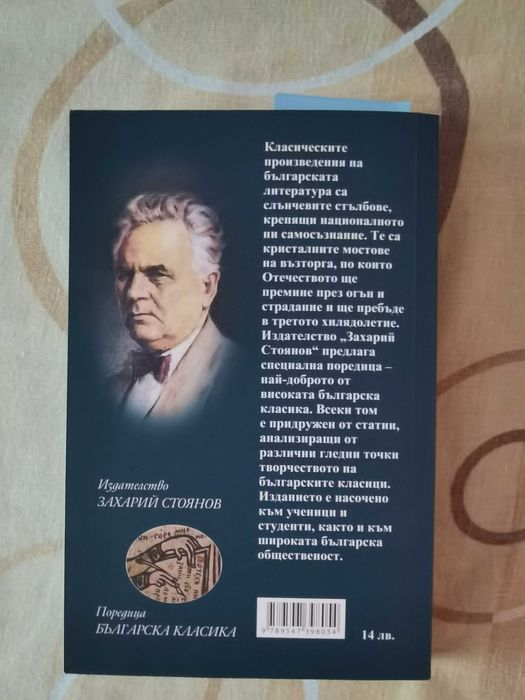 Класическите
произведения на
българската
литература са
слънчевите стълбове,
крепящи националното
ни самосъзнание. Те са
кристалните мостове
на възторга, по които
Отечеството ще
премине през огън и
страдание и ще пребъде
в третото хилядолетие.
Издателство „Захарий
Стоянов“ предлага
специална поредица –
най-доброто от
високата българска
класика. Всеки том
е придружен от статии,
анализиращи от
различни гледни точки
творчеството на
българските класици.
Изданието е насочено
към ученици и
студенти, както и към
широката българска
общественост.
Издателство
ЗАХАРИЙ СТОЯНОВ
Поредица
БЪЛГАРСКА КЛАСИКА
9789547398054
14 лв.